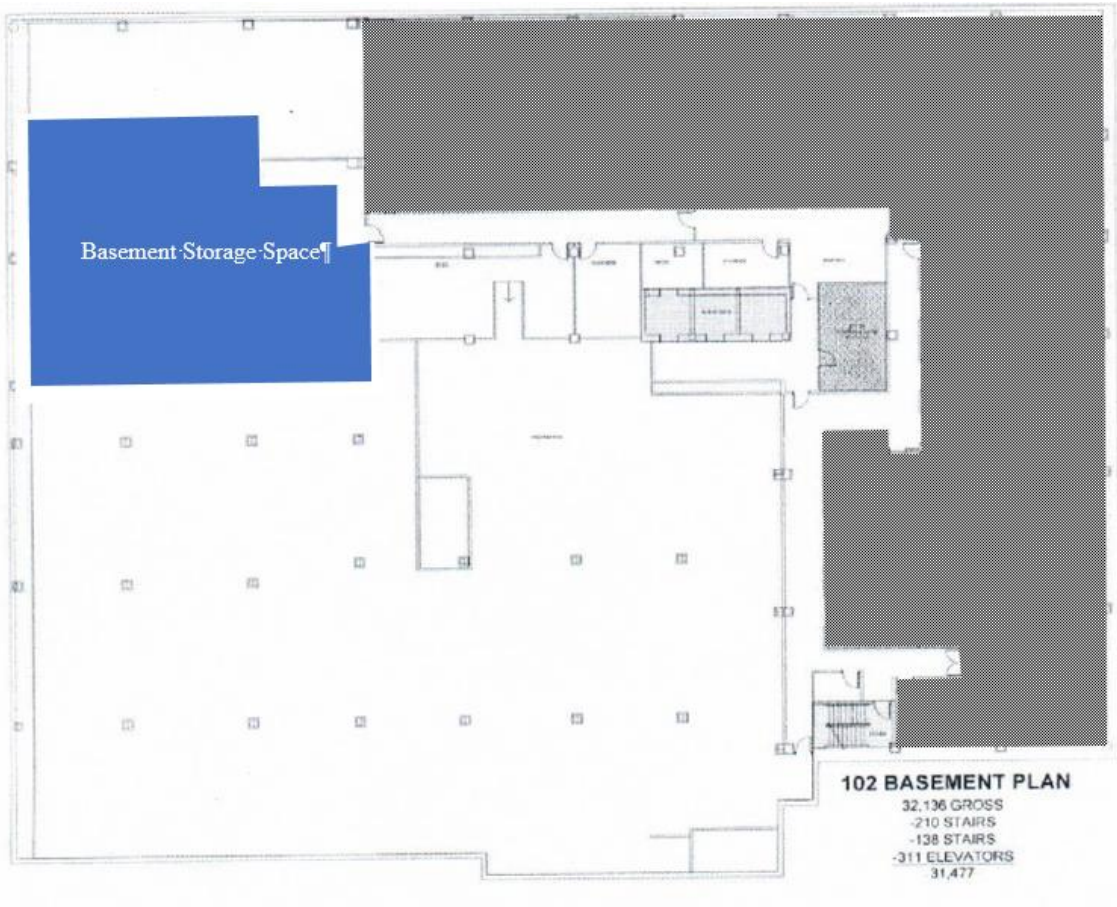 Basement·Storage·Space¶
102 BASEMENT PLAN
32,136 GROSS
-210 STAIRS
-138 STAIRS
-311 ELEVATORS
31,477